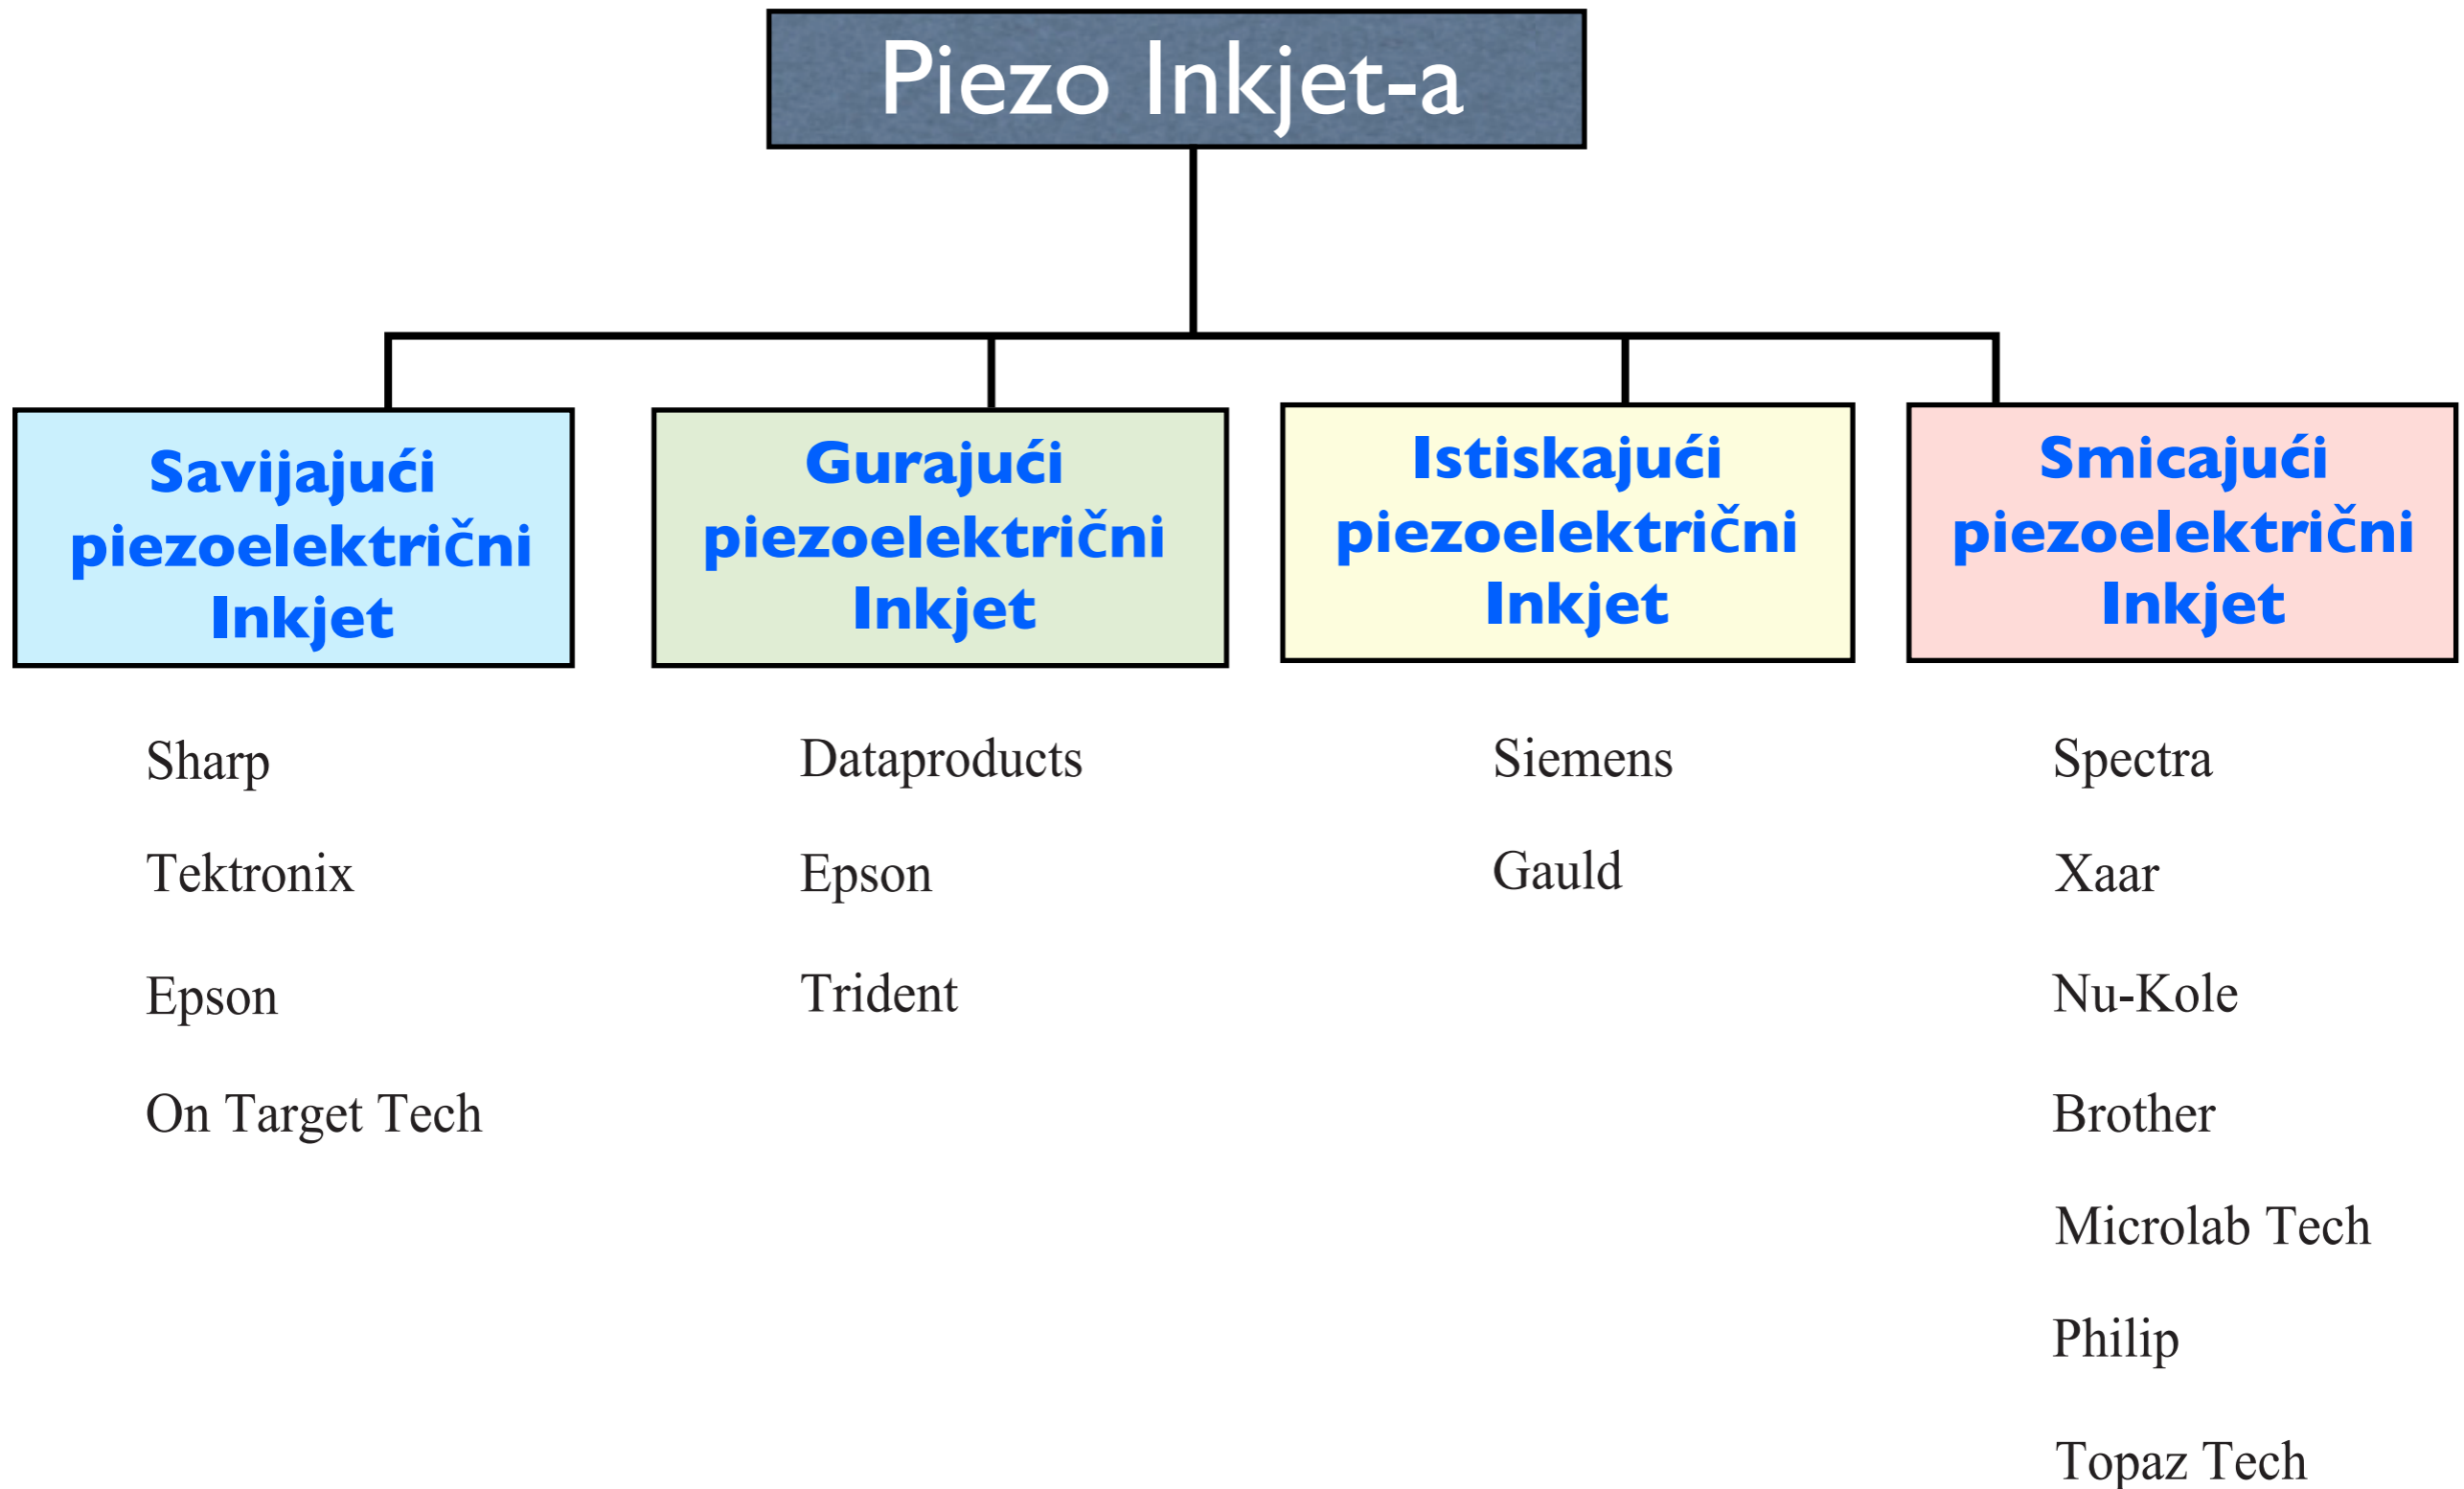 Piezo Inkjet-a
Savijajući
piezoelektrični
Inkjet
Gurajući
piezoelektrični
Inkjet
Istiskajući
piezoelektrični
Inkjet
Smicajući
piezoelektrični
Inkjet
Sharp
Tektronix
Epson
On Target Tech
Dataproducts
Epson
Trident
Siemens
Gauld
Spectra
Xaar
Nu-Kole
Brother
Microlab Tech
Philip
Topaz Tech